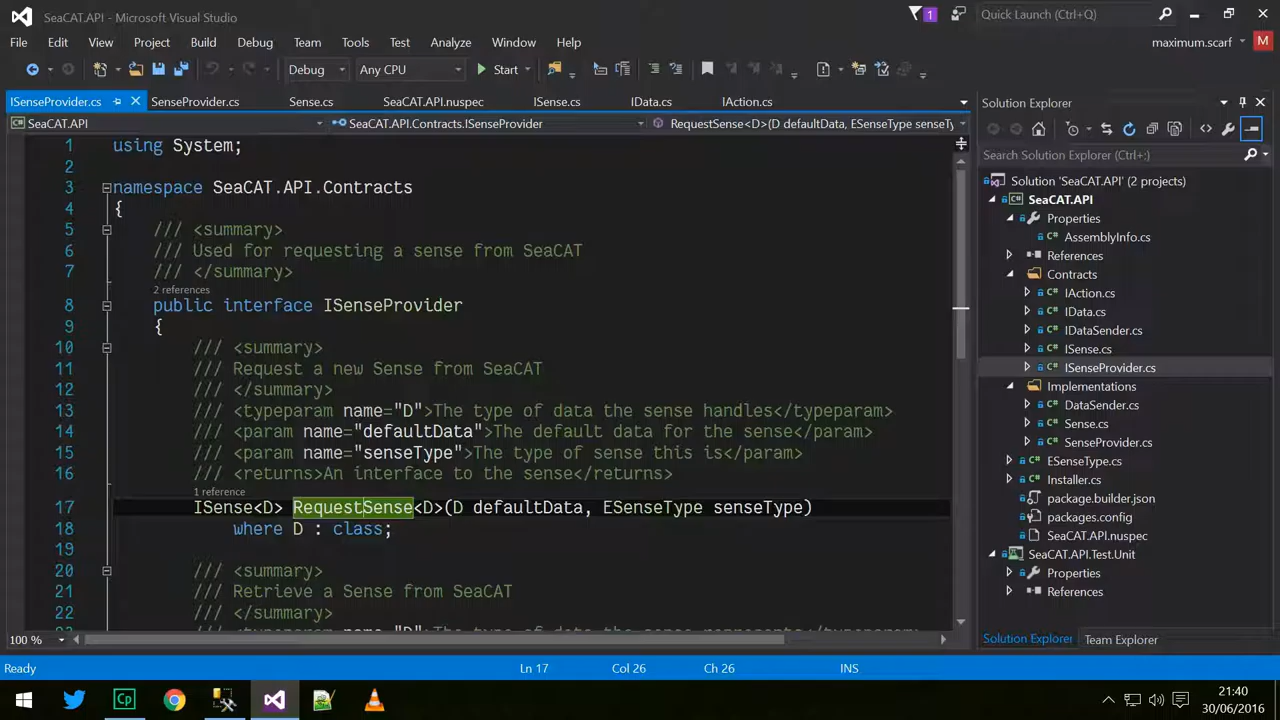 SeaCAT.API - Microsoft Visual Studio
1
Quick Launch (Ctrl+)
File Edit View Project Build Debug Team Tools Test Analyze Window Help
maximum.scarf M
Debug Any CPU Start
ISenseProvider.cs SenseProvider.cs Sense.cs SeaCAT.API.nuspec ISense.cs IData.cs IAction.cs
SeaCAT.API SeaCAT.API.Contracts.ISenseProvider RequestSense<D>(D defaultData, ESenseType senseTy
1 using System;
2
3 namespace SeaCAT.API.Contracts
4 {
5 /// <summary>
6 /// Used for requesting a sense from SeaCAT
7 /// </summary>
2 references
8 public interface ISenseProvider
9 {
10 /// <summary>
11 /// Request a new Sense from SeaCAT
12 /// </summary>
13 /// <typeparam name="D">The type of data the sense handles</typeparam>
14 /// <param name="defaultData">The default data for the sense</param>
15 /// <param name="senseType">The type of sense this is</param>
16 /// <returns>An interface to the sense</returns>
1 reference
17 ISense<D> RequestSense<D>(D defaultData, ESenseType senseType)
18 where D : class;
19
20 /// <summary>
21 /// Retrieve a Sense from SeaCAT
22 /// </summary>
100 %
Solution Explorer
Search Solution Explorer (Ctrl+;)
Solution 'SeaCAT.API' (2 projects)
SeaCAT.API
Properties
AssemblyInfo.cs
References
Contracts
IAction.cs
IData.cs
IDataSender.cs
ISense.cs
ISenseProvider.cs
Implementations
DataSender.cs
Sense.cs
SenseProvider.cs
ESenseType.cs
Installer.cs
package.builder.json
packages.config
SeaCAT.API.nuspec
SeaCAT.API.Test.Unit
Properties
References
Solution Explorer Team Explorer
Ready Ln 17 Col 26 Ch 26 INS
Cp
21:40
30/06/2016